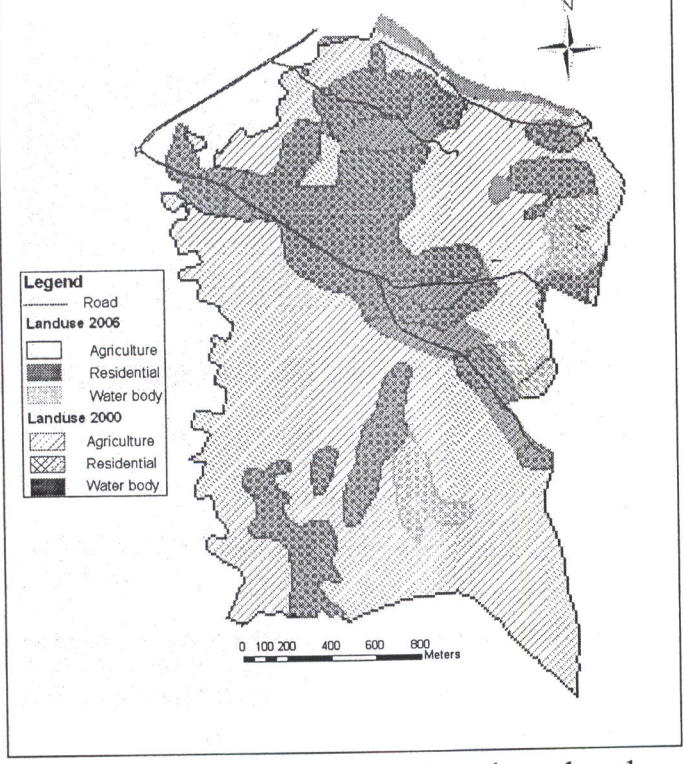 Z
Legend
Road
Landuse 2006
Agriculture
Residential
Water body
Landuse 2000
Agriculture
Residential
Water body
0 100 200 400 600 800
Meters